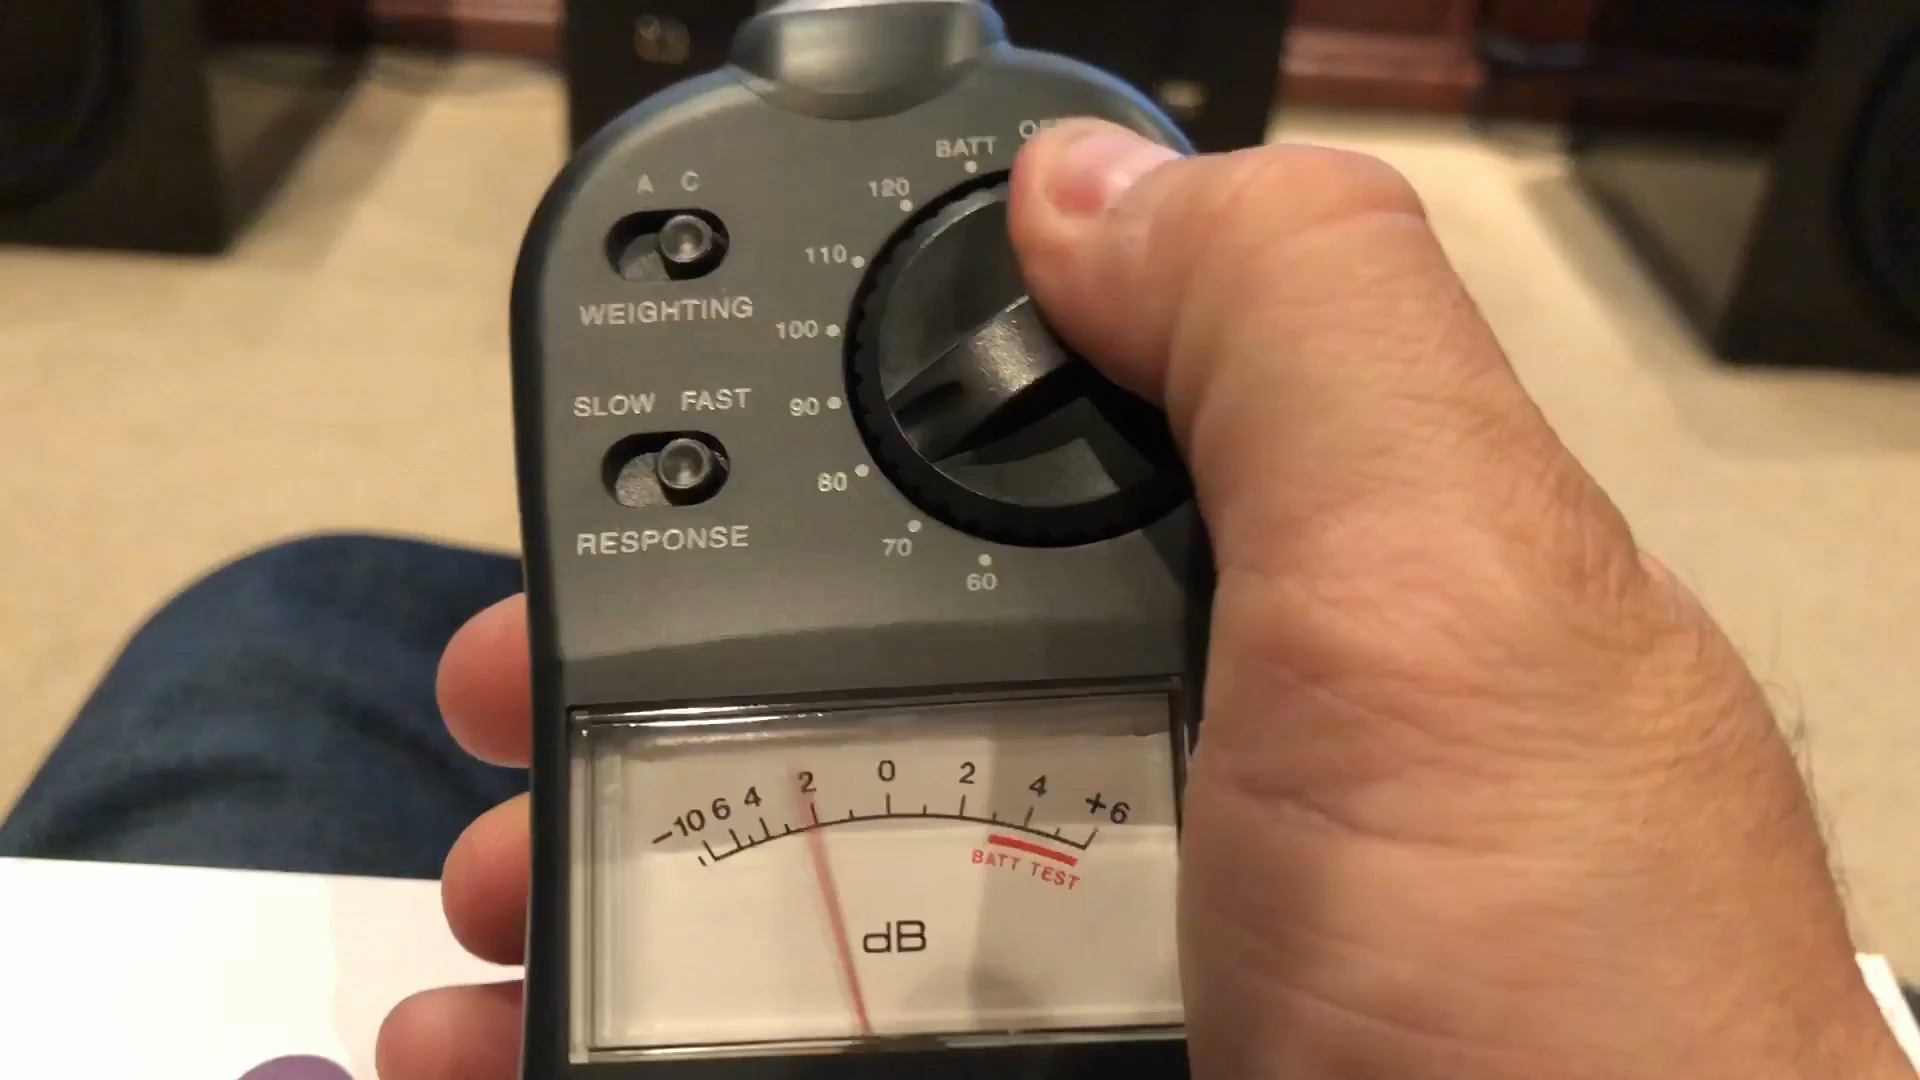 OF
BATT
120
A C
110
WEIGHTING
100
SLOW FAST
90
80
RESPONSE
70
60
-10 6 4 2 0 2 4 +6
BATT TEST
dB